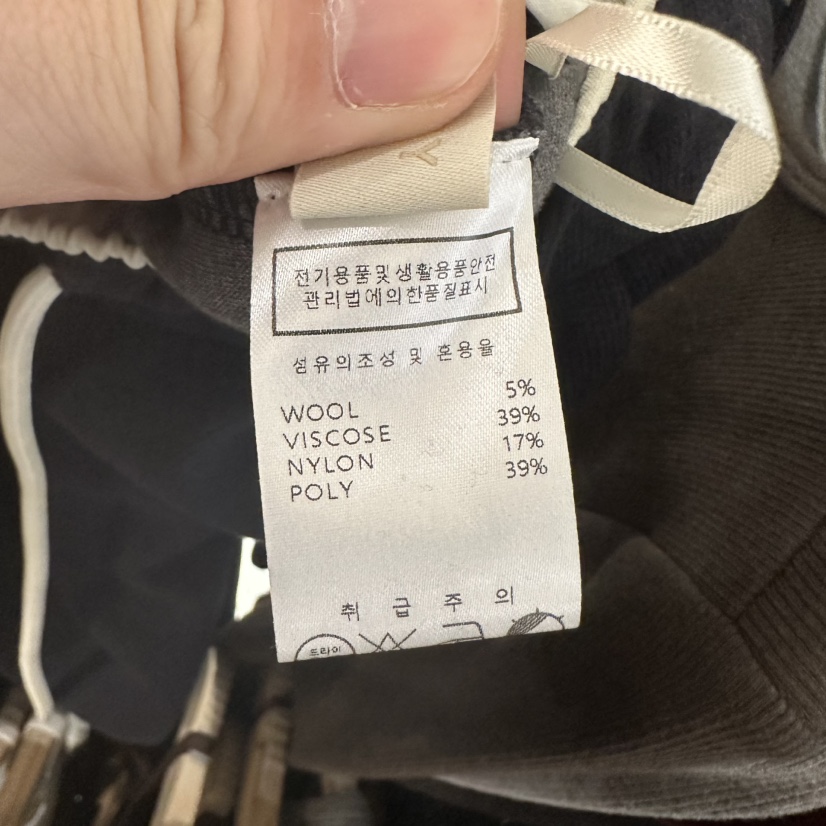 Y
전기용품및생활용품안전
관리법에의한품질표시
섬유의조성 및 혼용율
WOOL 5%
VISCOSE 39%
NYLON 17%
POLY 39%
취 급 주 의
드라이